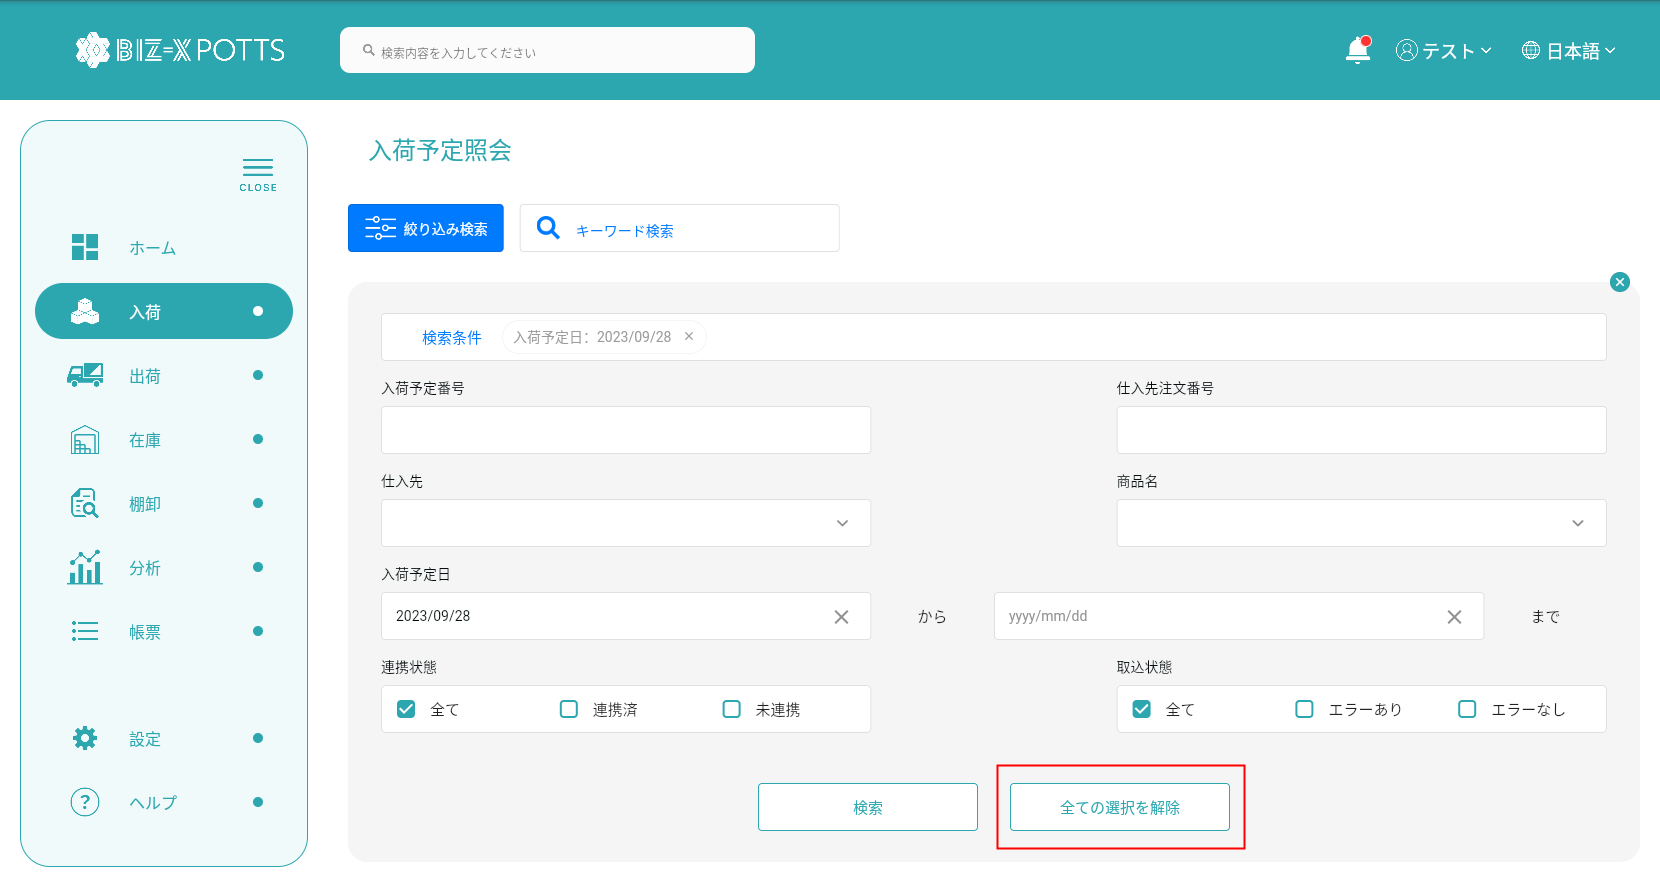 BIZ-X POTTS
検索内容を入力してください
テスト
日本語
CLOSE
ホーム
入荷
出荷
在庫
棚卸
分析
帳票
設定
?
ヘルプ
入荷予定照会
絞り込み検索
キーワード検索
検索条件
入荷予定日：2023/09/28 ×
入荷予定番号
仕入先注文番号
仕入先
商品名
入荷予定日
2023/09/28
から
yyyy/mm/dd
まで
連携状態
取込状態
全て
連携済
未連携
全て
エラーあり
エラーなし
検索
全ての選択を解除